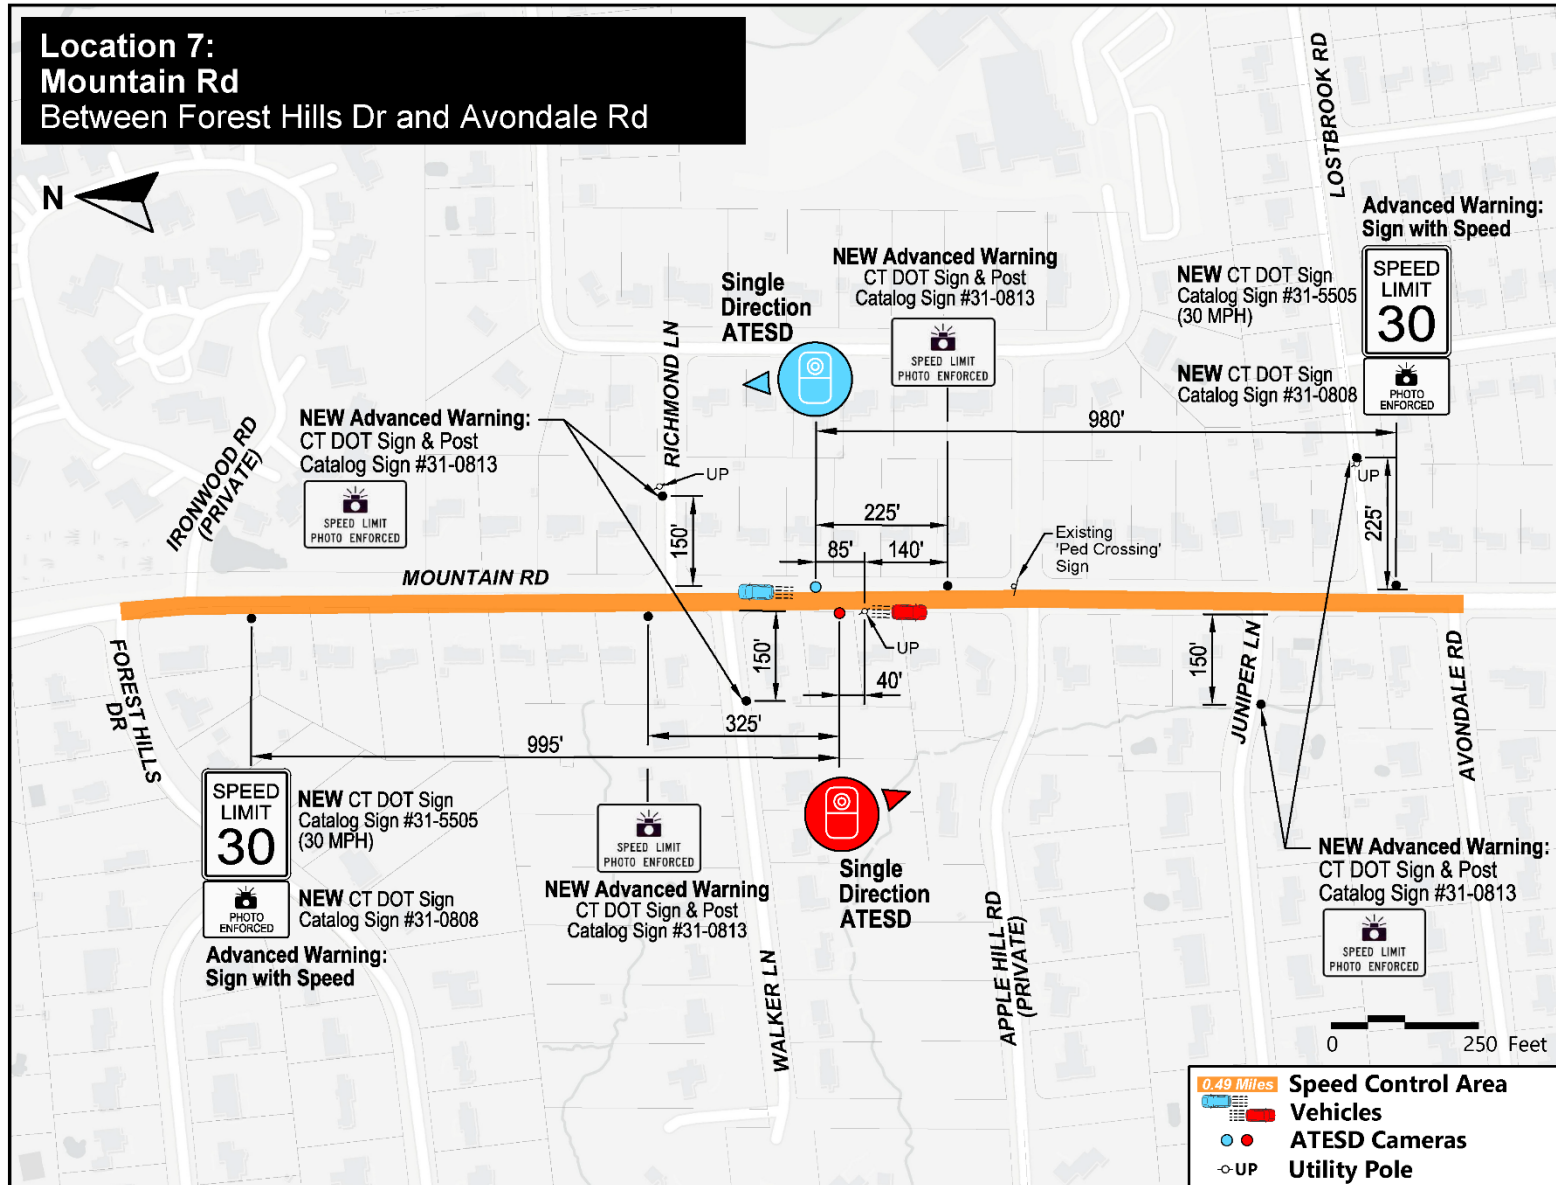 Location 7:
Mountain Rd
Between Forest Hills Dr and Avondale Rd
N
LOSTBROOK RD
Advanced Warning:
Sign with Speed
NEW CT DOT Sign
Catalog Sign #31-5505
(30 MPH)
SPEED
LIMIT
30
NEW CT DOT Sign
Catalog Sign #31-0808
PHOTO
ENFORCED
NEW Advanced Warning
CT DOT Sign & Post
Catalog Sign #31-0813
SPEED LIMIT
PHOTO ENFORCED
Single
Direction
ATESD
RICHMOND LN
980'
NEW Advanced Warning:
CT DOT Sign & Post
Catalog Sign #31-0813
SPEED LIMIT
PHOTO ENFORCED
IRONWOOD RD
(PRIVATE)
UP
UP
225'
225'
150'
85'
140'
Existing
'Ped Crossing'
Sign
MOUNTAIN RD
FOREST HILLS
DR
150'
UP
40'
325'
995'
150'
JUNIPER LN
AVONDALE RD
SPEED
LIMIT
30
NEW CT DOT Sign
Catalog Sign #31-5505
(30 MPH)
PHOTO
ENFORCED
NEW CT DOT Sign
Catalog Sign #31-0808
Advanced Warning:
Sign with Speed
SPEED LIMIT
PHOTO ENFORCED
NEW Advanced Warning
CT DOT Sign & Post
Catalog Sign #31-0813
Single
Direction
ATESD
WALKER LN
APPLE HILL RD
(PRIVATE)
NEW Advanced Warning:
CT DOT Sign & Post
Catalog Sign #31-0813
SPEED LIMIT
PHOTO ENFORCED
0 250 Feet
0.49 Miles Speed Control Area
Vehicles
ATESD Cameras
UP Utility Pole